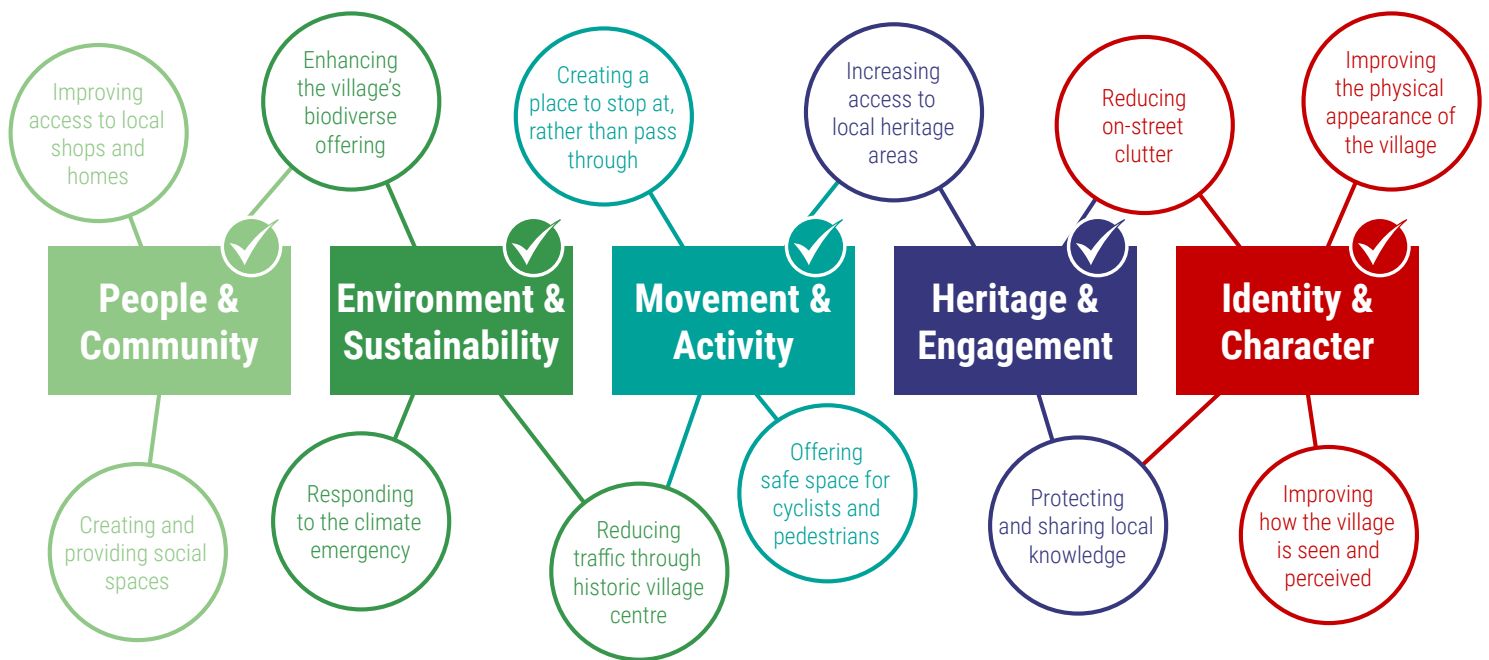 Improving
access to local
shops and
homes
Enhancing
the village's
biodiverse
offering
Creating a
place to stop at,
rather than pass
through
Increasing
access to
local heritage
areas
Reducing
on-street
clutter
Improving
the physical
appearance of
the village
People &
Community
Environment &
Sustainability
Movement &
Activity
Heritage &
Engagement
Identity &
Character
Creating and
providing social
spaces
Responding
to the climate
emergency
Reducing
traffic through
historic village
centre
Offering
safe space for
cyclists and
pedestrians
Protecting
and sharing local
knowledge
Improving
how the village
is seen and
perceived